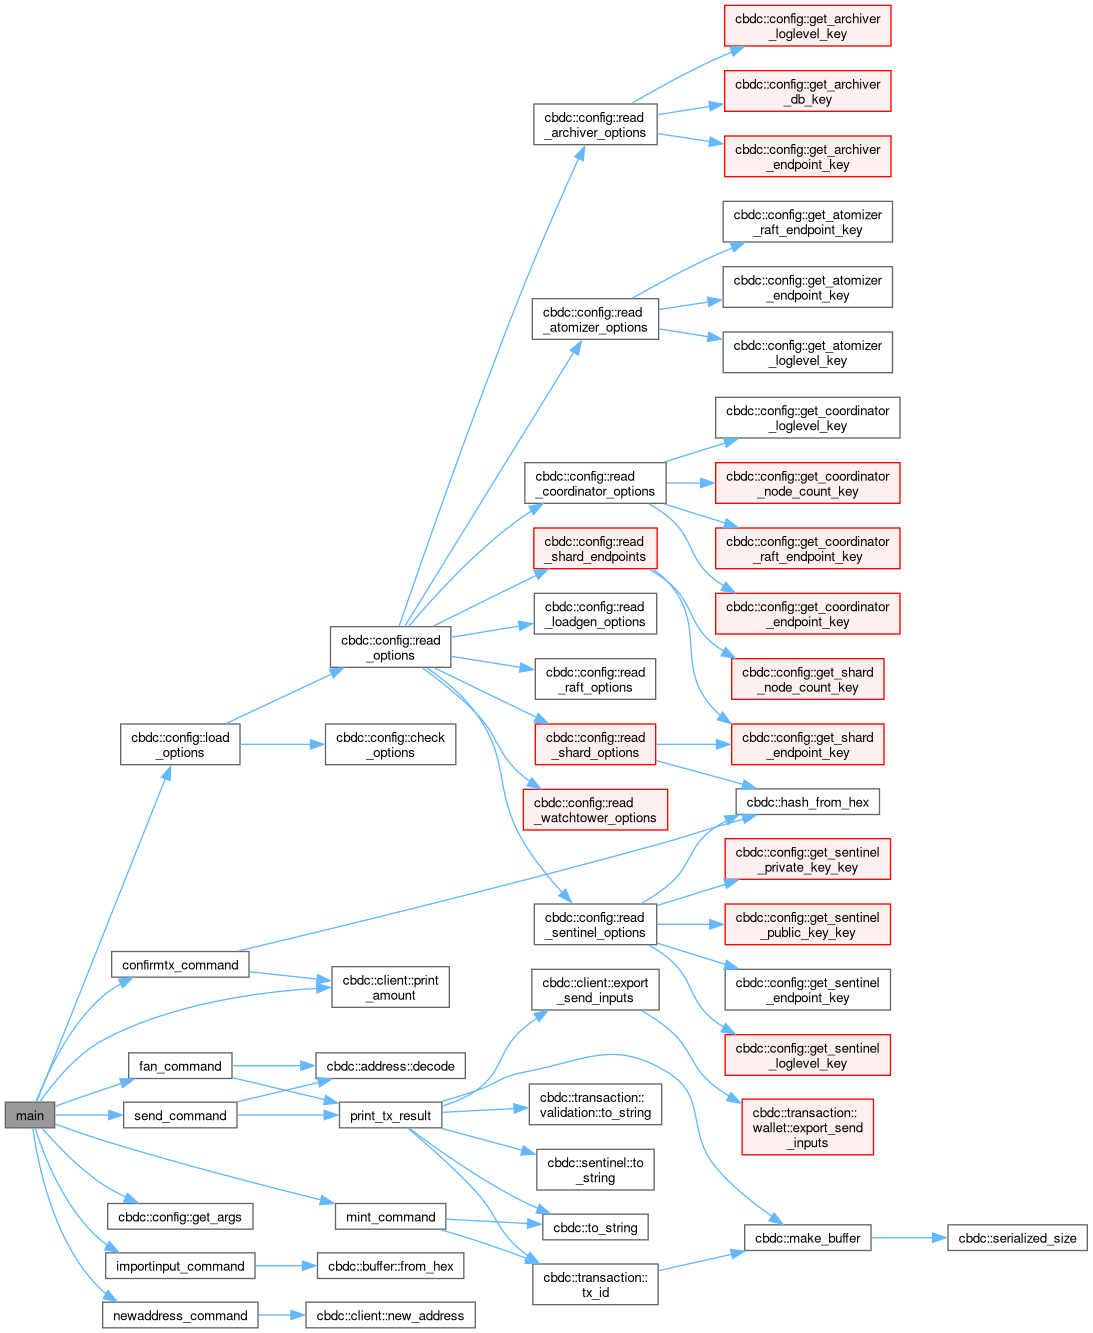 cbdc::config::get_archiver
_loglevel_key
cbdc::config::get_archiver
_db_key
cbdc::config::read
_archiver_options
cbdc::config::get_archiver
_endpoint_key
cbdc::config::get_atomizer
_raft_endpoint_key
cbdc::config::get_atomizer
_endpoint_key
cbdc::config::read
_atomizer_options
cbdc::config::get_atomizer
_loglevel_key
cbdc::config::get_coordinator
_loglevel_key
cbdc::config::read
_coordinator_options
cbdc::config::get_coordinator
_node_count_key
cbdc::config::read
_shard_endpoints
cbdc::config::get_coordinator
_raft_endpoint_key
cbdc::config::read
_loadgen_options
cbdc::config::get_coordinator
_endpoint_key
cbdc::config::read
_options
cbdc::config::read
_raft_options
cbdc::config::get_shard
_node_count_key
cbdc::config::load
_options
cbdc::config::check
_options
cbdc::config::read
_shard_options
cbdc::config::get_shard
_endpoint_key
cbdc::config::read
_watchtower_options
cbdc::hash_from_hex
cbdc::config::get_sentinel
_private_key_key
cbdc::config::read
_sentinel_options
cbdc::config::get_sentinel
_public_key_key
confirmtx_command
cbdc::client::print
_amount
cbdc::client::export
_send_inputs
cbdc::config::get_sentinel
_endpoint_key
cbdc::config::get_sentinel
_loglevel_key
fan_command
cbdc::address::decode
main
send_command
print_tx_result
cbdc::transaction::
validation::to_string
cbdc::transaction::
wallet::export_send
_inputs
cbdc::sentinel::to
_string
cbdc::config::get_args
mint_command
cbdc::to_string
cbdc::make_buffer
cbdc::serialized_size
importinput_command
cbdc::buffer::from_hex
cbdc::transaction::
tx_id
newaddress_command
cbdc::client::new_address